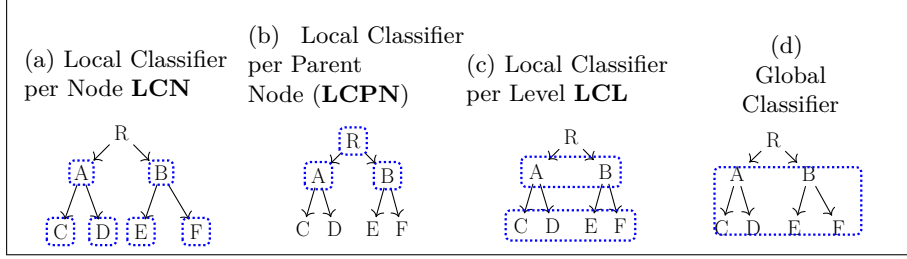 (a) Local Classifier
per Node LCN
(b) Local Classifier
per Parent
Node (LCPN)
(c) Local Classifier
per Level LCL
(d)
Global
Classifier
R
A B
C D E F
R
A B
C D E F
R
A B
C D E F
R
A B
C D E F